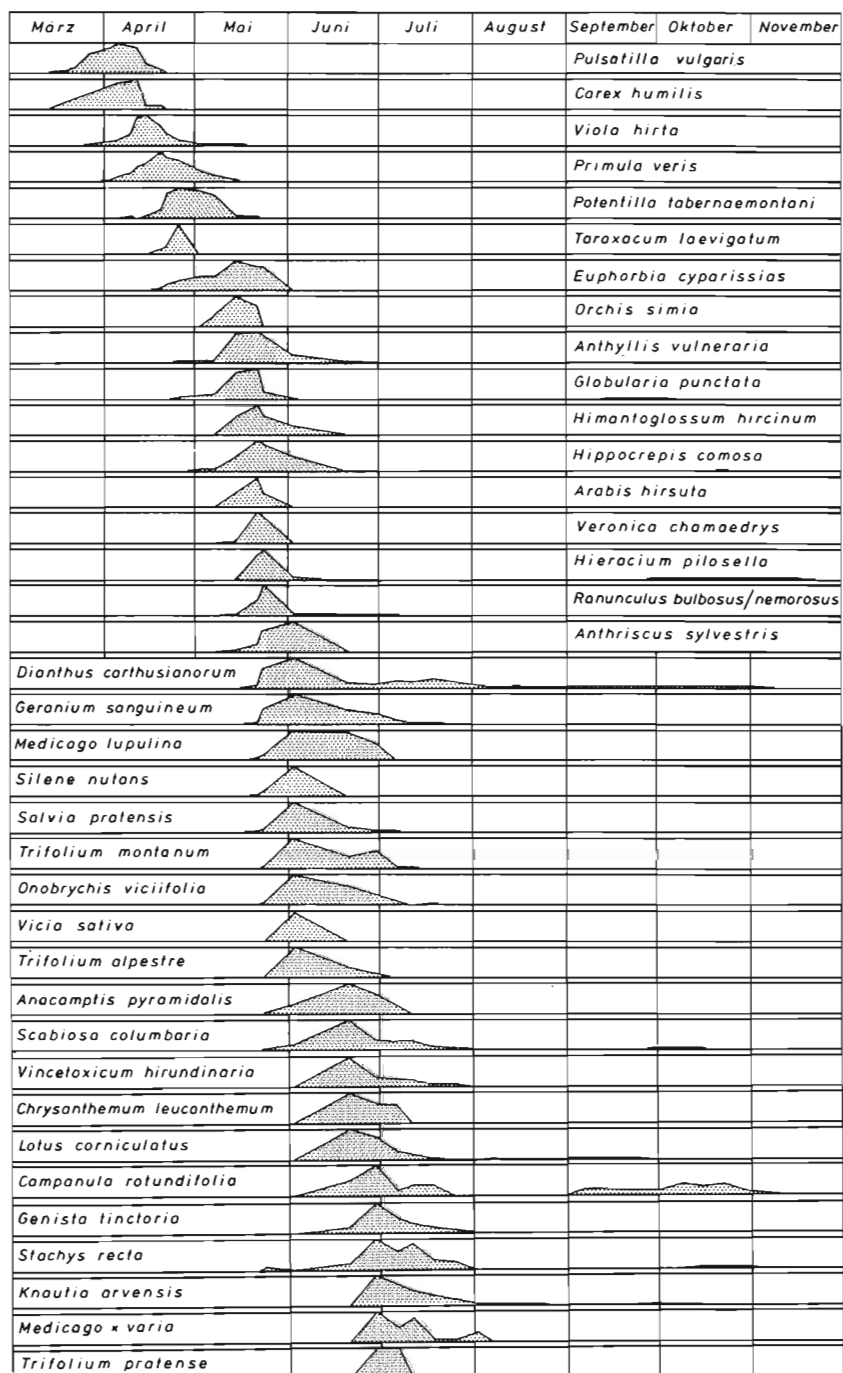 März April Mai Juni Juli August September Oktober November
Pulsatilla vulgaris
Carex humilis
Viola hirta
Primula veris
Potentilla tabernaemontani
Taraxacum laevigatum
Euphorbia cyparissias
Orchis simia
Anthyllis vulneraria
Globularia punctata
Himantoglossum hircinum
Hippocrepis comosa
Arabis hirsuta
Veronica chamaedrys
Hieracium pilosella
Ranunculus bulbosus/nemorosus
Anthriscus sylvestris
Dianthus carthusianorum
Geranium sanguineum
Medicago lupulina
Silene nutans
Salvia pratensis
Trifolium montanum
Onobrychis viciifolia
Vicia sativa
Trifolium alpestre
Anacamptis pyramidalis
Scabiosa columbaria
Vincetoxicum hirundinaria
Chrysanthemum leucanthemum
Lotus corniculatus
Campanula rotundifolia
Genista tinctoria
Stachys recta
Knautia arvensis
Medicago × varia
Trifolium pratense